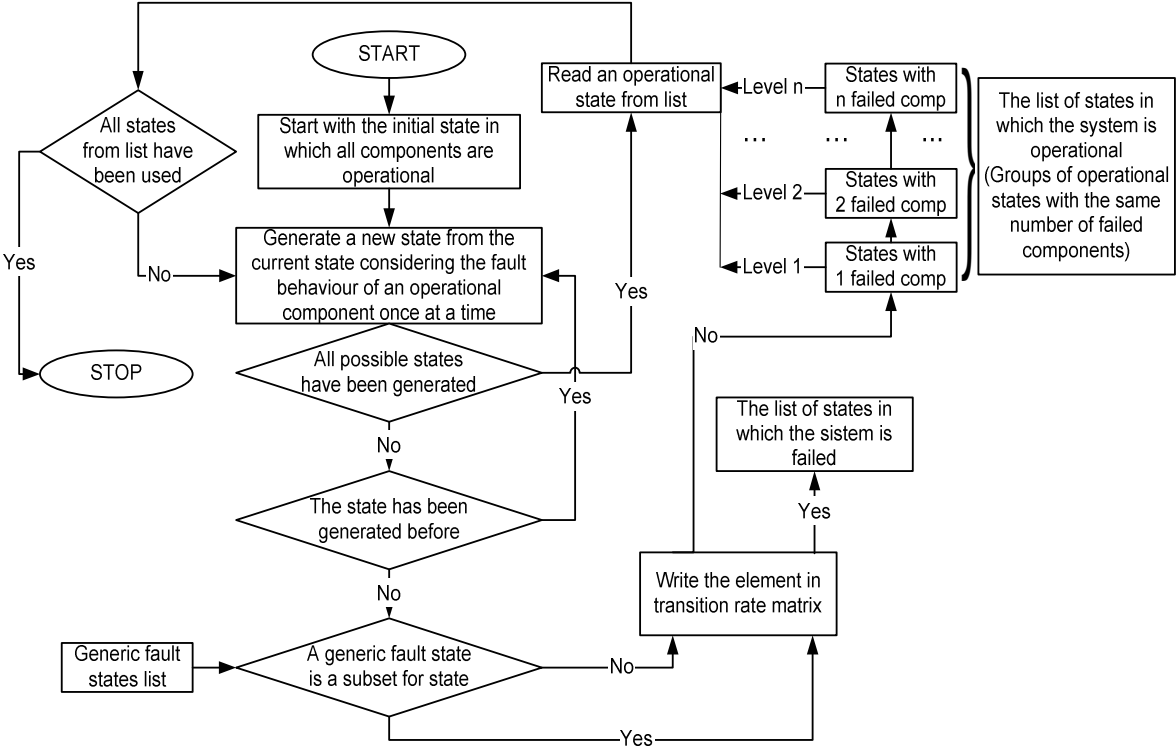 START
Start with the initial state in
which all components are
operational
All states
from list have
been used
Yes
No
STOP
Generate a new state from the
current state considering the fault
behaviour of an operational
component once at a time
All possible states
have been generated
Yes
No
The state has been
generated before
Yes
No
Generic fault
states list
A generic fault state
is a subset for state
No
Yes
Write the element in
transition rate matrix
Yes
The list of states in
which the sistem is
failed
No
Read an operational
state from list
Level n
States with
n failed comp
... ... ...
Level 2
States with
2 failed comp
Level 1
States with
1 failed comp
The list of states in
which the system is
operational
(Groups of operational
states with the same
number of failed
components)